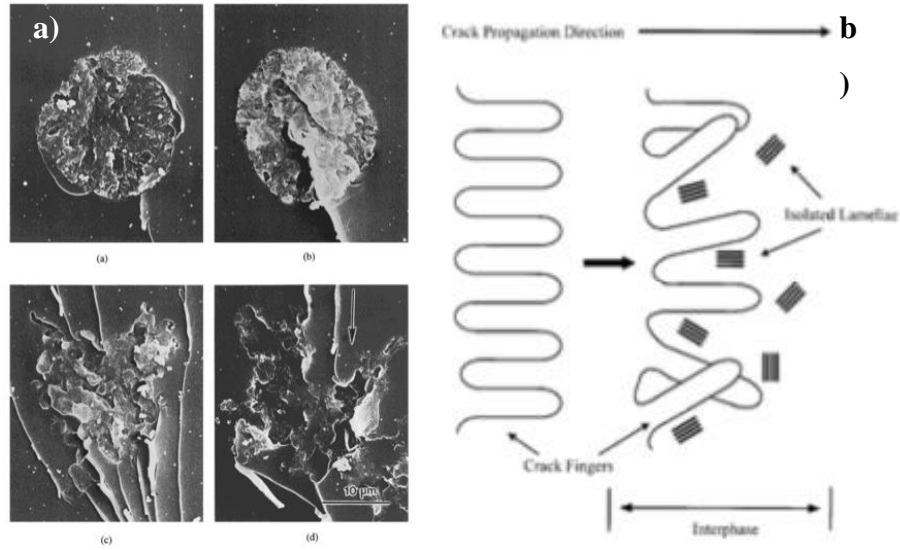 a)
(a)
(b)
(c)
10 µm
(d)
Crack Propagation Direction
b
)
Isolated Lamellae
Crack Fingers
Interphase